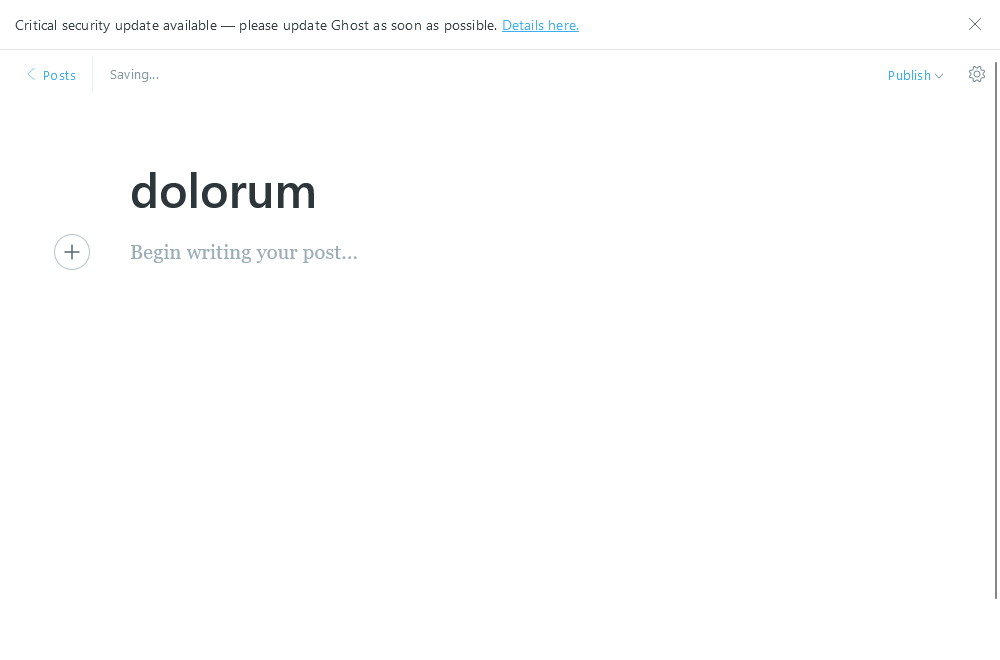 Critical security update available — please update Ghost as soon as possible. Details here.
Posts
Saving...
Publish
dolorum
Begin writing your post...